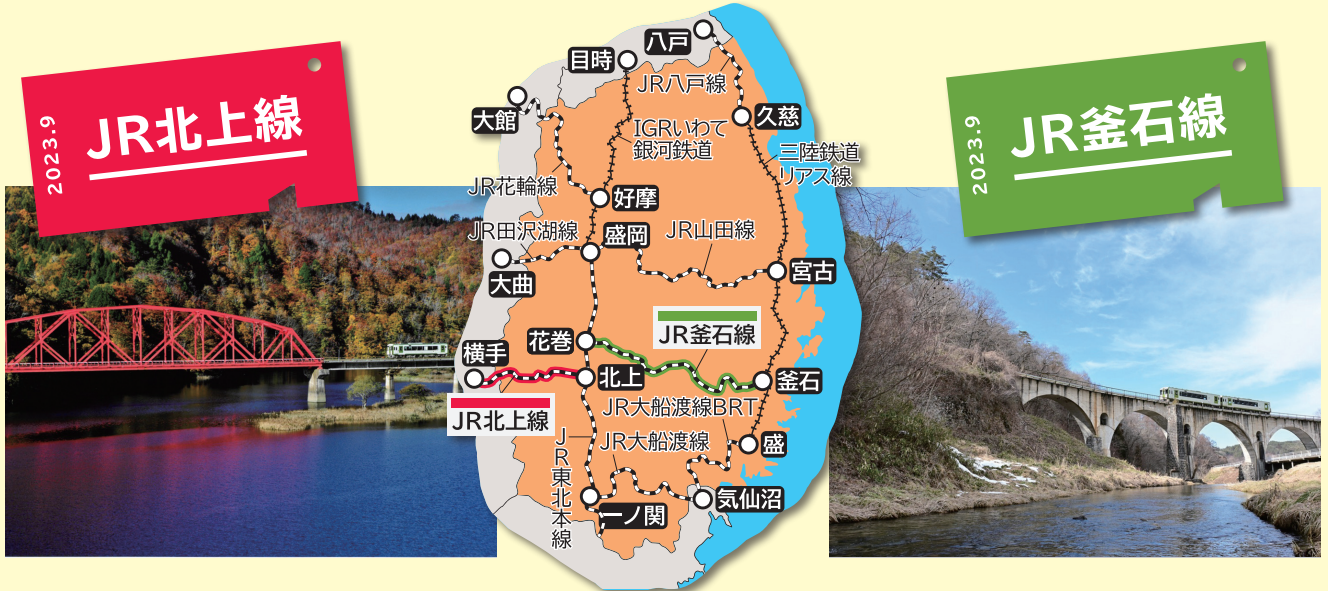 2023.9
JR北上線
八戸
目時
JR八戸線
大館
久慈
IGRいわて
銀河鉄道
三陸鉄道
リアス線
JR花輪線
好摩
JR田沢湖線
盛岡
JR山田線
大曲
宮古
花巻
JR釜石線
横手
北上
釜石
JR北上線
JR大船渡線BRT
JR東北本線
JR大船渡線
盛
気仙沼
一ノ関
2023.9
JR釜石線